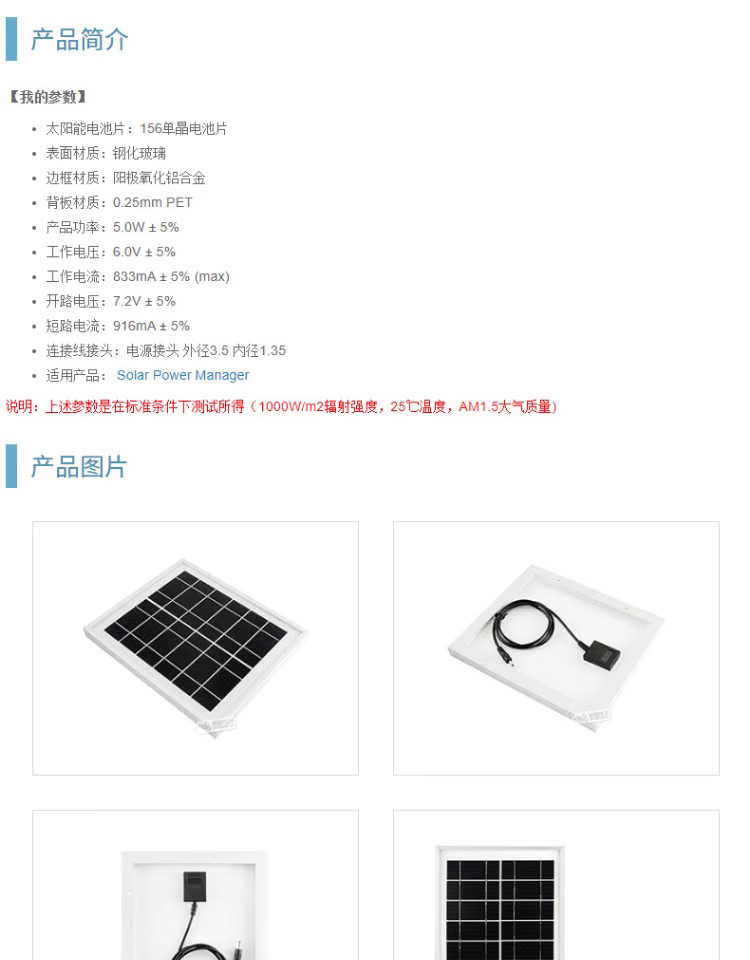 产品简介
【我的参数】
• 太阳能电池片：156单晶电池片
• 表面材质：钢化玻璃
• 边框材质：阳极氧化铝合金
• 背板材质：0.25mm PET
• 产品功率：5.0W ± 5%
• 工作电压：6.0V ± 5%
• 工作电流：833mA ± 5% (max)
• 开路电压：7.2V ± 5%
• 短路电流：916mA ± 5%
• 连接线接头：电源接头 外径3.5 内径1.35
• 适用产品： Solar Power Manager
说明：上述参数是在标准条件下测试所得（1000W/m2辐射强度，25℃温度，AM1.5大气质量）
产品图片